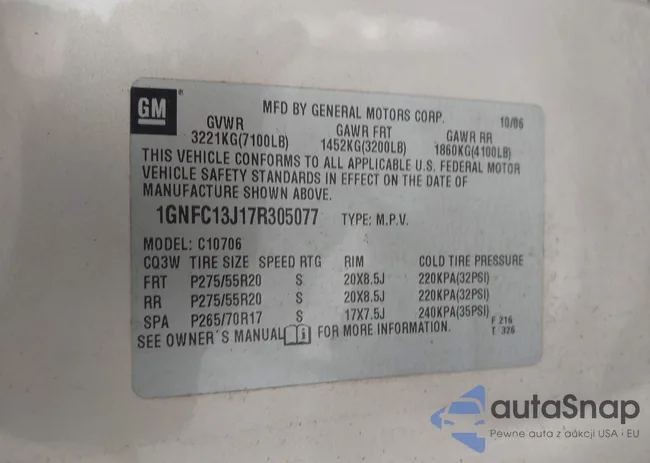 GM
MFD BY GENERAL MOTORS CORP. 10/06
GVWR GAWR FRT GAWR RR
3221KG(7100LB) 1452KG(3200LB) 1860KG(4100LB)
THIS VEHICLE CONFORMS TO ALL APPLICABLE U.S. FEDERAL MOTOR
VEHICLE SAFETY STANDARDS IN EFFECT ON THE DATE OF
MANUFACTURE SHOWN ABOVE.
1GNFC13J17R305077 TYPE: M.P.V.
MODEL: C10706
CQ3W TIRE SIZE SPEED RTG RIM COLD TIRE PRESSURE
FRT P275/55R20 S 20X8.5J 220KPA(32PSI)
RR P275/55R20 S 20X8.5J 220KPA(32PSI)
SPA P265/70R17 S 17X7.5J 240KPA(35PSI)
F 216
T 326
SEE OWNER'S MANUAL i FOR MORE INFORMATION.
autaSnap
Pewne auta z aukcji USA i EU